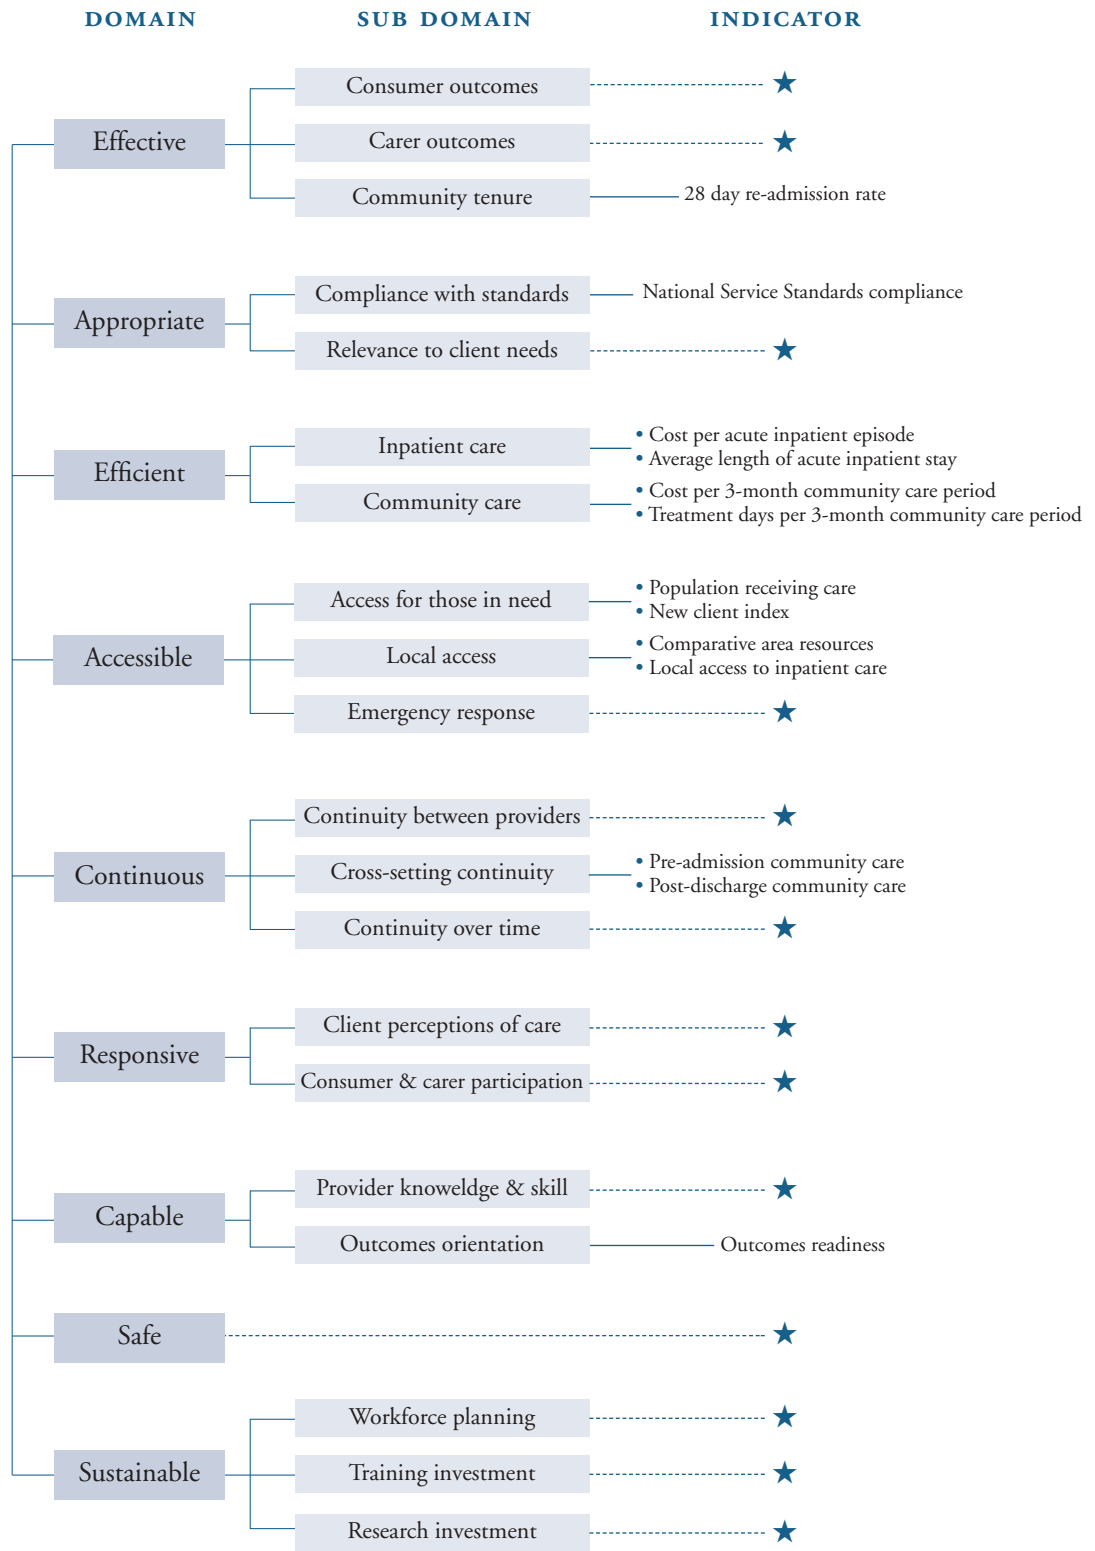 DOMAIN SUB DOMAIN INDICATOR
Effective
Consumer outcomes
Carer outcomes
Community tenure
28 day re-admission rate
Appropriate
Compliance with standards
National Service Standards compliance
Relevance to client needs
Efficient
Inpatient care
• Cost per acute inpatient episode
• Average length of acute inpatient stay
Community care
• Cost per 3-month community care period
• Treatment days per 3-month community care period
Accessible
Access for those in need
• Population receiving care
• New client index
Local access
• Comparative area resources
• Local access to inpatient care
Emergency response
Continuous
Continuity between providers
Cross-setting continuity
• Pre-admission community care
• Post-discharge community care
Continuity over time
Responsive
Client perceptions of care
Consumer & carer participation
Capable
Provider knoweldge & skill
Outcomes orientation
Outcomes readiness
Safe
Sustainable
Workforce planning
Training investment
Research investment